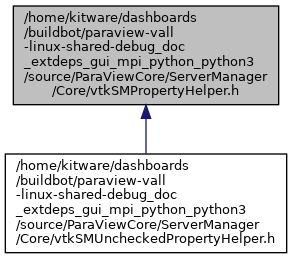 /home/kitware/dashboards
/buildbot/paraview-vall
-linux-shared-debug_doc
_extdeps_gui_mpi_python_python3
/source/ParaViewCore/ServerManager
/Core/vtkSMPropertyHelper.h
/home/kitware/dashboards
/buildbot/paraview-vall
-linux-shared-debug_doc
_extdeps_gui_mpi_python_python3
/source/ParaViewCore/ServerManager
/Core/vtkSMUncheckedPropertyHelper.h